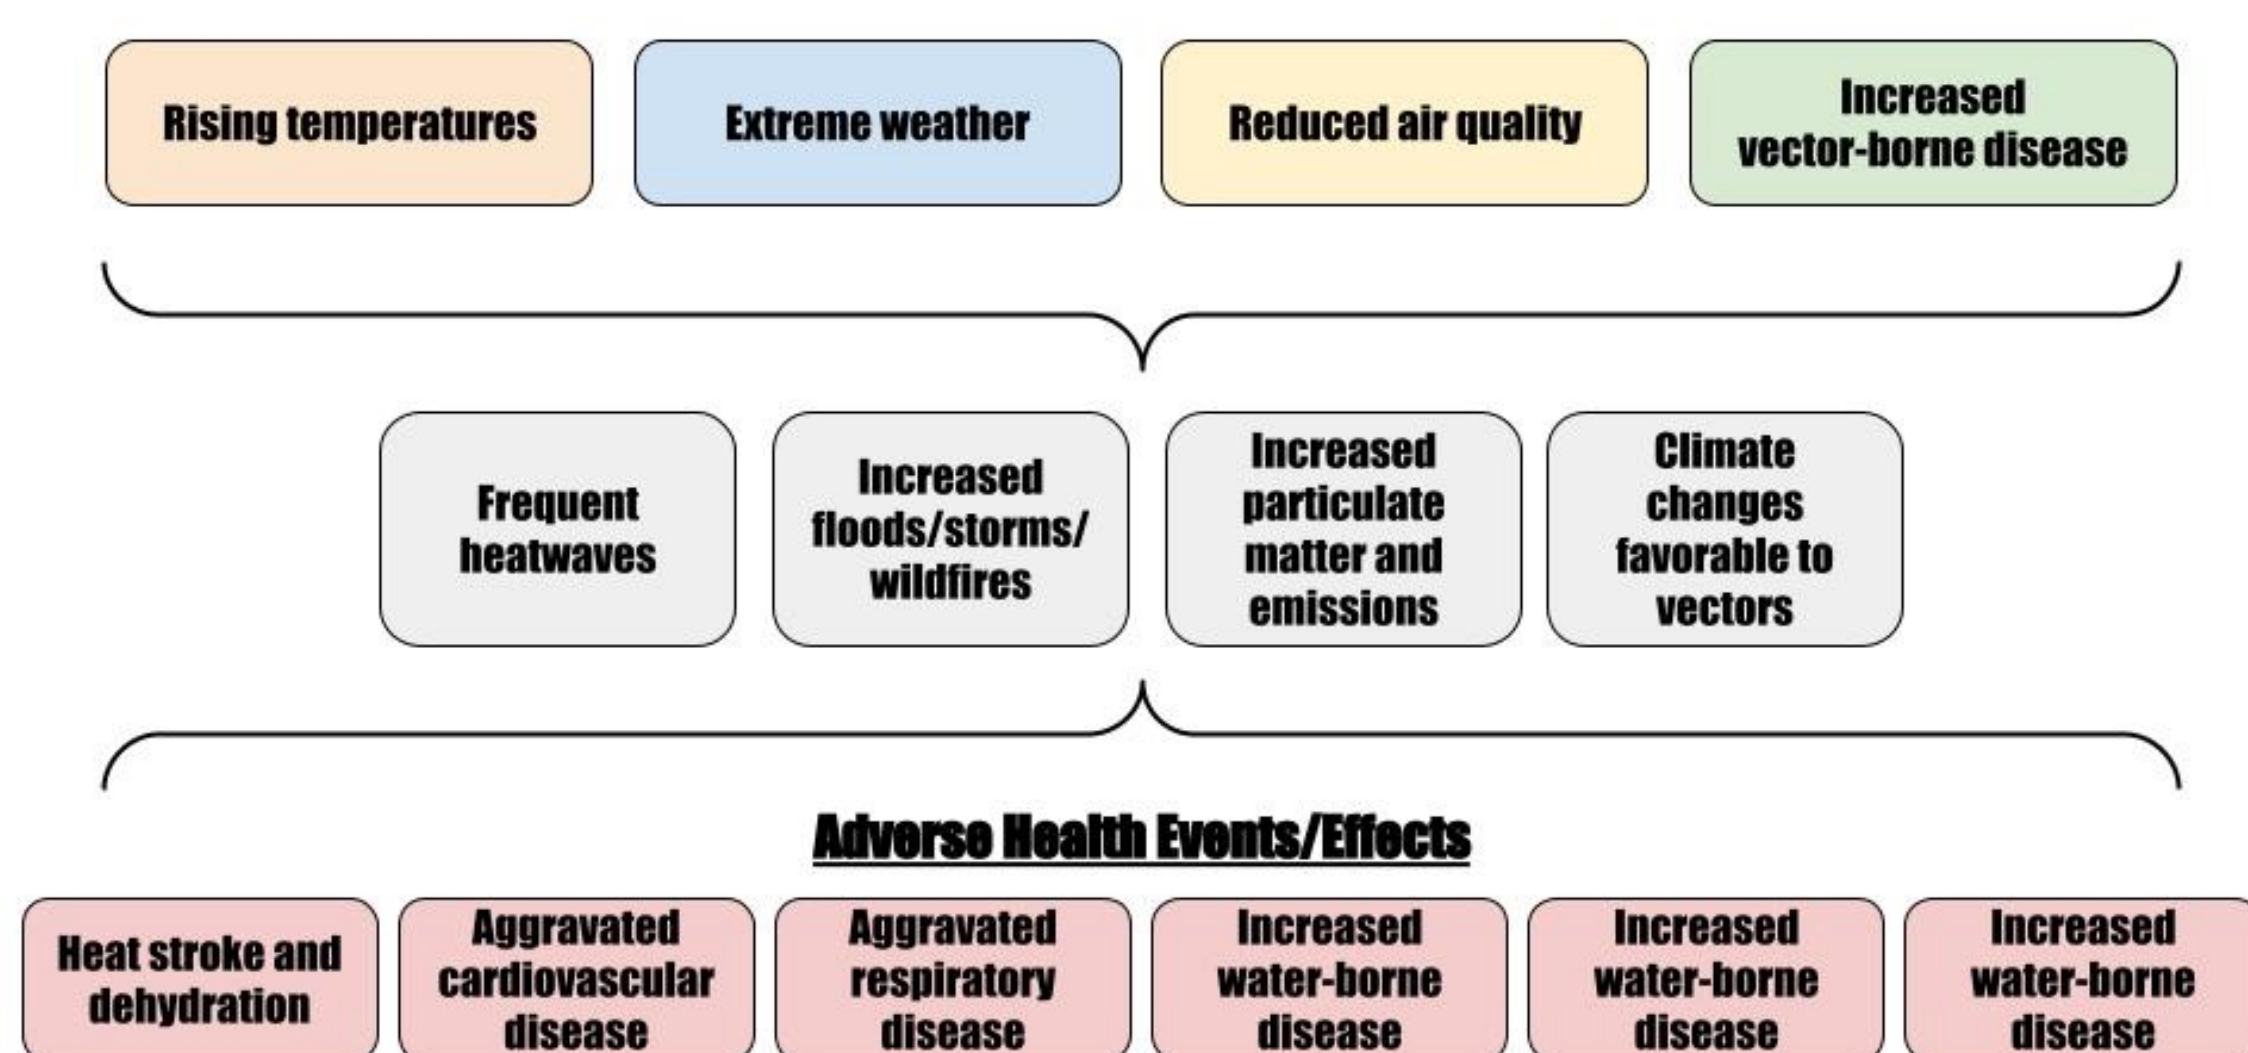 Rising temperatures
Extreme weather
Reduced air quality
Increased
vector-borne disease
Frequent
heatwaves
Increased
floods/storms/
wildfires
Increased
particulate
matter and
emissions
Climate
changes
favorable to
vectors
Adverse Health Events/Effects
Heat stroke and
dehydration
Aggravated
cardiovascular
disease
Aggravated
respiratory
disease
Increased
water-borne
disease
Increased
water-borne
disease
Increased
water-borne
disease